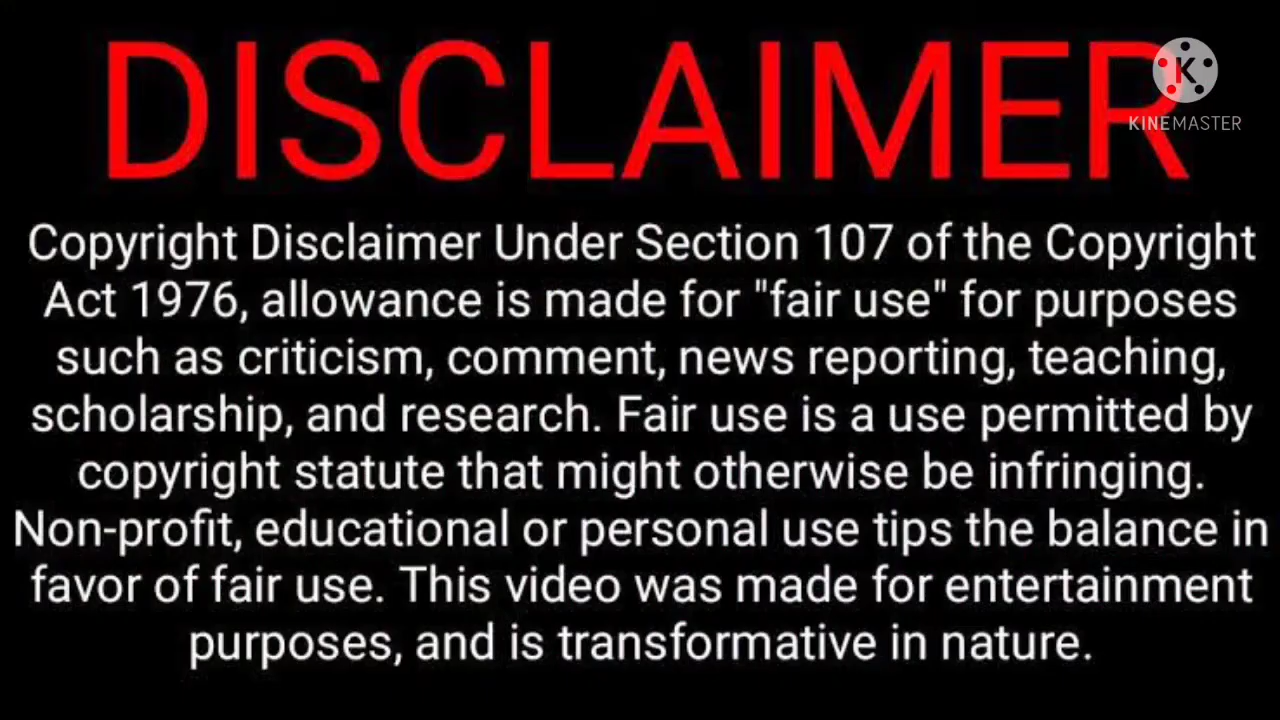 DISCLAIMER
KINEMASTER
Copyright Disclaimer Under Section 107 of the Copyright
Act 1976, allowance is made for "fair use" for purposes
such as criticism, comment, news reporting, teaching,
scholarship, and research. Fair use is a use permitted by
copyright statute that might otherwise be infringing.
Non-profit, educational or personal use tips the balance in
favor of fair use. This video was made for entertainment
purposes, and is transformative in nature.